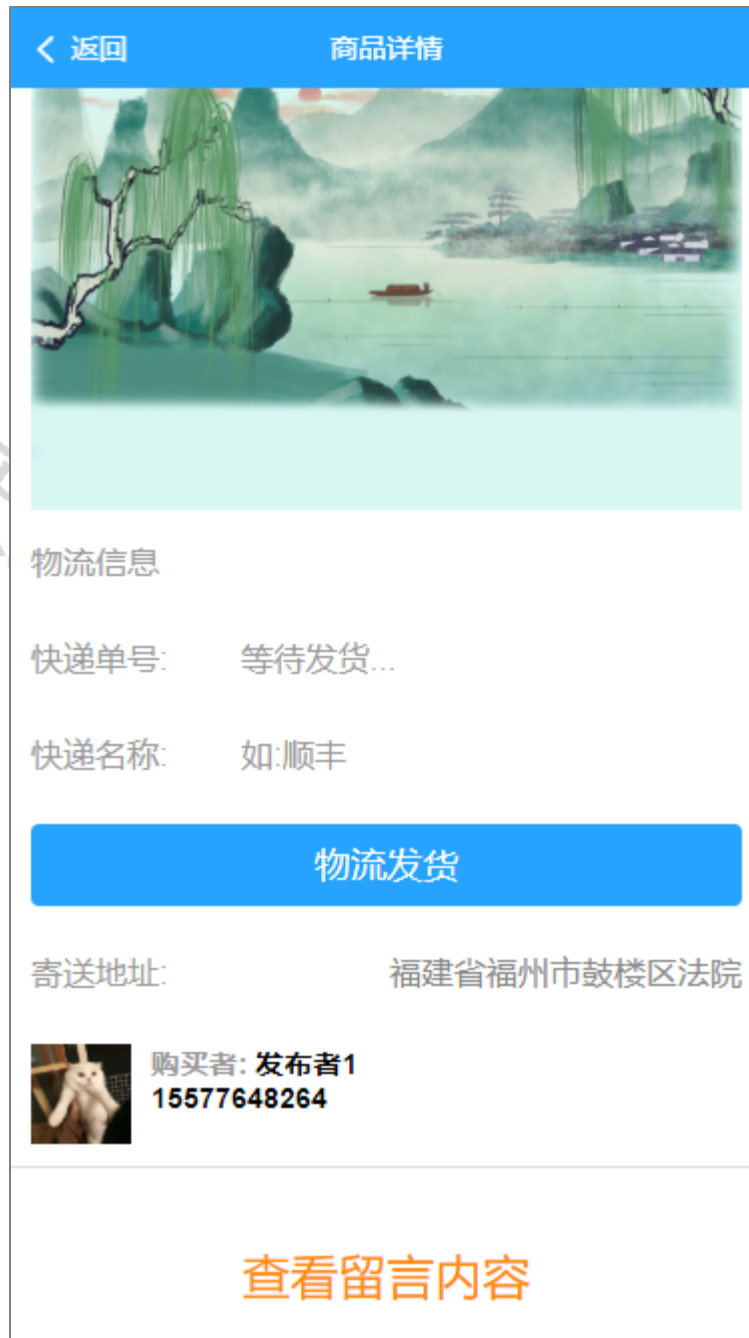 返回
商品详情
物流信息
快递单号: 等待发货...
快递名称: 如:顺丰
物流发货
寄送地址: 福建省福州市鼓楼区法院
购买者: 发布者1
15577648264
查看留言内容